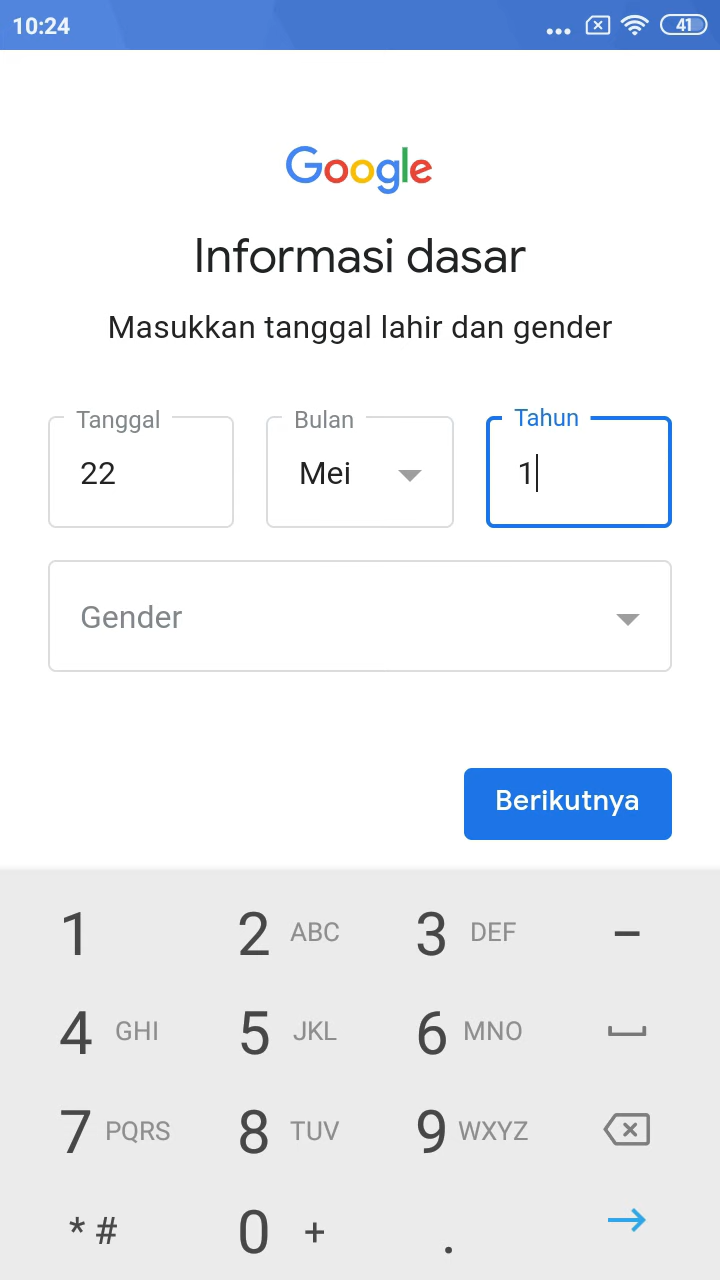 10:24 ... 41
Google
Informasi dasar
Masukkan tanggal lahir dan gender
Tanggal Bulan Tahun
22 Mei 1
Gender
Berikutnya
1 2 ABC 3 DEF –
4 GHI 5 JKL 6 MNO
7 PQRS 8 TUV 9 WXYZ
* # 0 + .